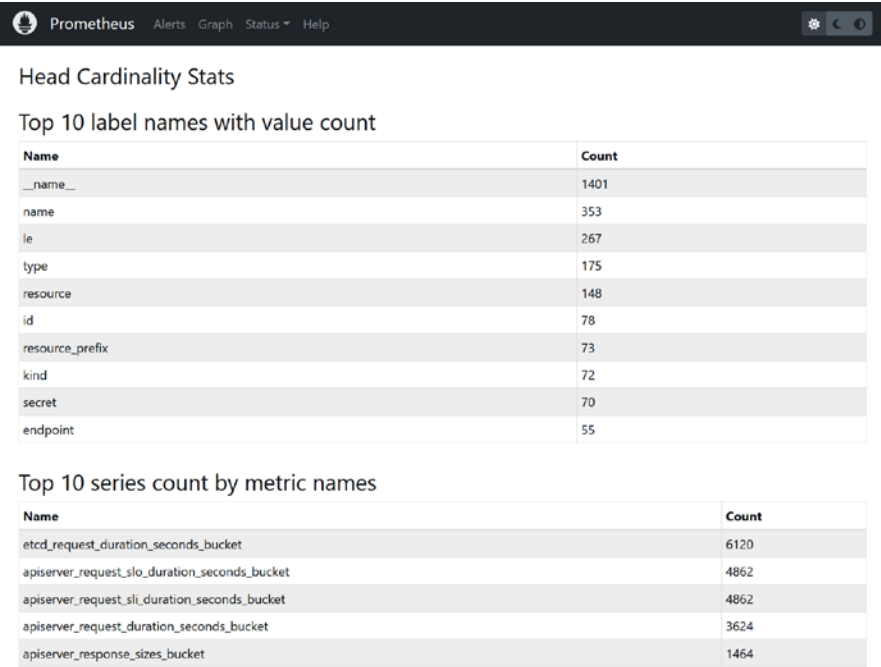 Prometheus Alerts Graph Status Help
Head Cardinality Stats
Top 10 label names with value count
Name Count
__name__ 1401
name 353
le 267
type 175
resource 148
id 78
resource_prefix 73
kind 72
secret 70
endpoint 55
Top 10 series count by metric names
Name Count
etcd_request_duration_seconds_bucket 6120
apiserver_request_slo_duration_seconds_bucket 4862
apiserver_request_sli_duration_seconds_bucket 4862
apiserver_request_duration_seconds_bucket 3624
apiserver_response_sizes_bucket 1464